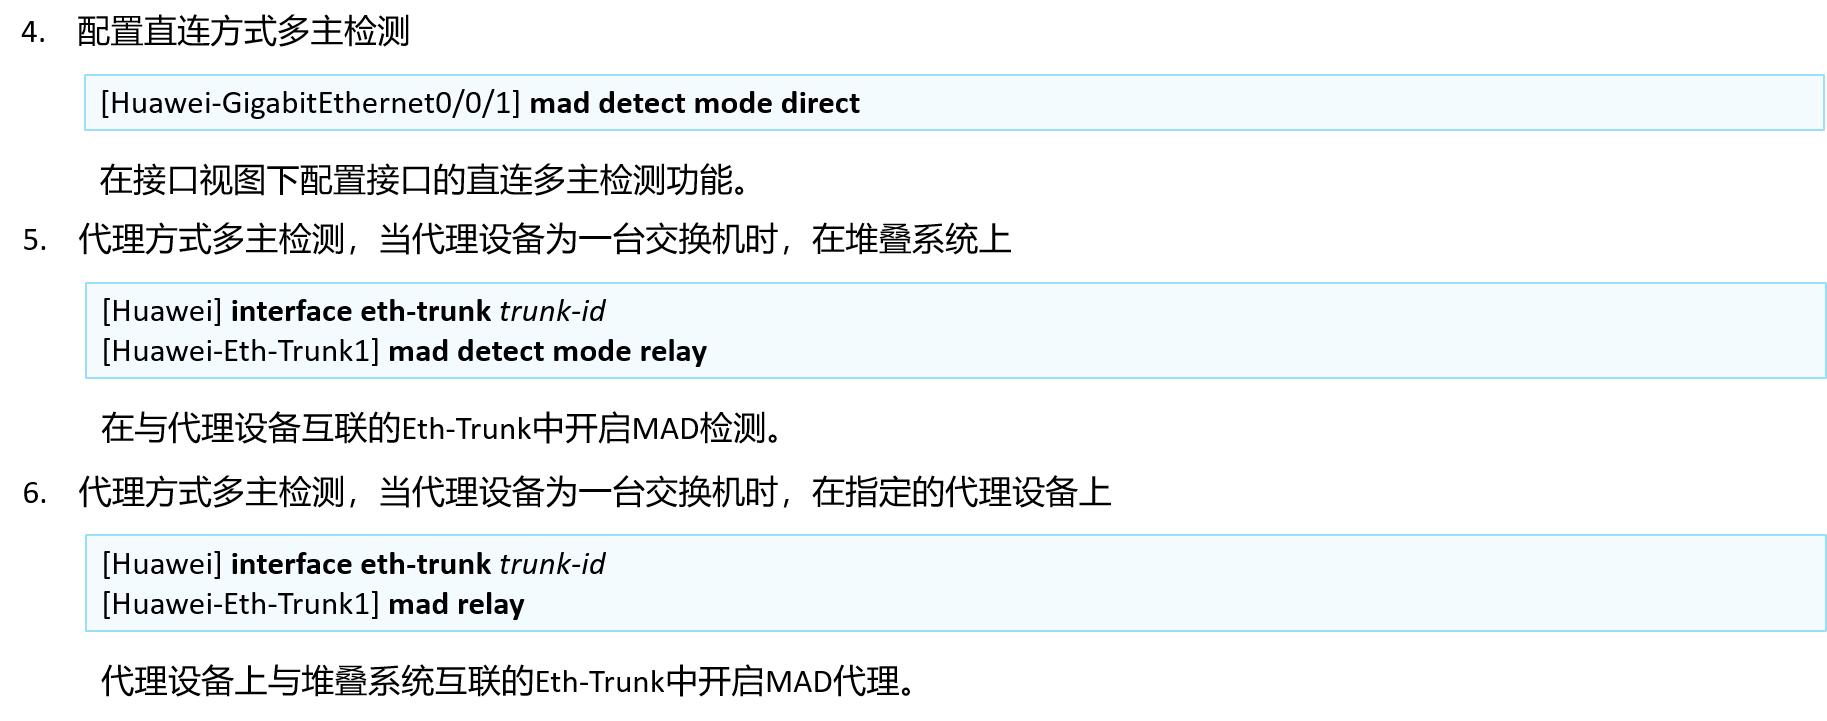 4. 配置直连方式多主检测
[Huawei-GigabitEthernet0/0/1] mad detect mode direct
在接口视图下配置接口的直连多主检测功能。
5. 代理方式多主检测，当代理设备为一台交换机时，在堆叠系统上
[Huawei] interface eth-trunk trunk-id
[Huawei-Eth-Trunk1] mad detect mode relay
在与代理设备互联的Eth-Trunk中开启MAD检测。
6. 代理方式多主检测，当代理设备为一台交换机时，在指定的代理设备上
[Huawei] interface eth-trunk trunk-id
[Huawei-Eth-Trunk1] mad relay
代理设备上与堆叠系统互联的Eth-Trunk中开启MAD代理。